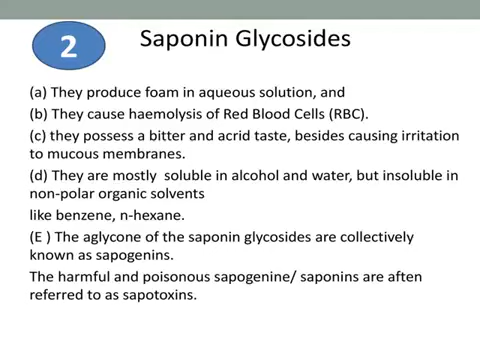 2
Saponin Glycosides
(a) They produce foam in aqueous solution, and
(b) They cause haemolysis of Red Blood Cells (RBC).
(c) they possess a bitter and acrid taste, besides causing irritation
to mucous membranes.
(d) They are mostly soluble in alcohol and water, but insoluble in
non-polar organic solvents
like benzene, n-hexane.
(E ) The aglycone of the saponin glycosides are collectively
known as sapogenins.
The harmful and poisonous sapogenine/ saponins are aften
referred to as sapotoxins.